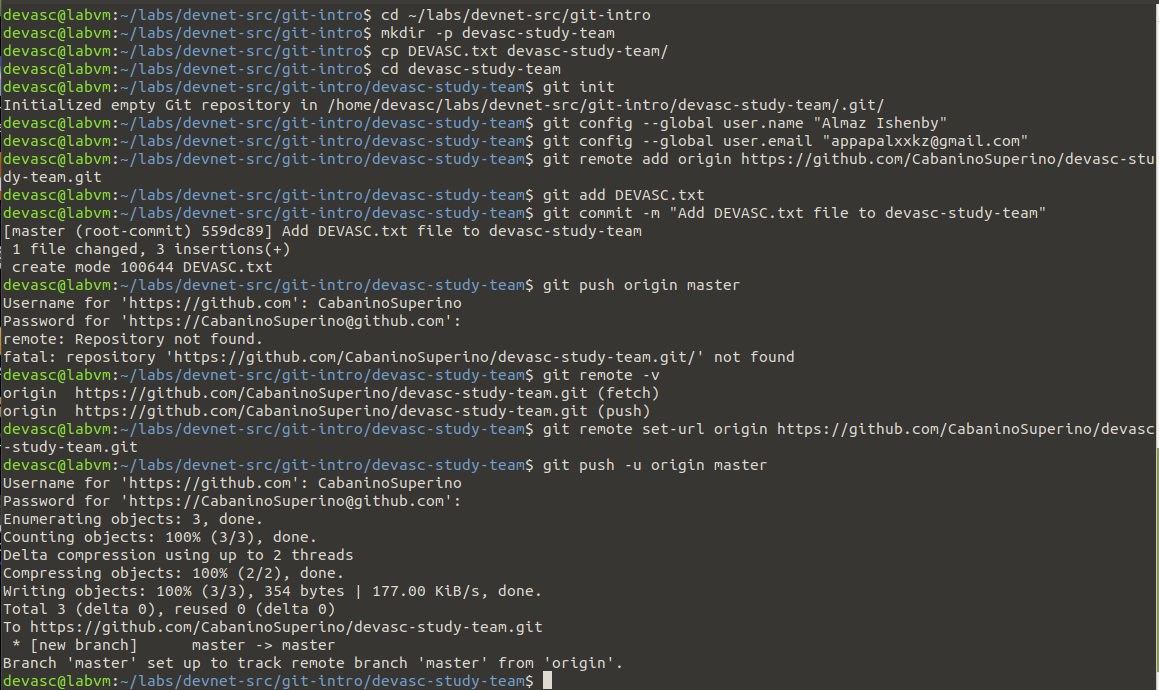 devasc@labvm:~/labs/devnet-src/git-intro$ cd ~/labs/devnet-src/git-intro
devasc@labvm:~/labs/devnet-src/git-intro$ mkdir -p devasc-study-team
devasc@labvm:~/labs/devnet-src/git-intro$ cp DEVASC.txt devasc-study-team/
devasc@labvm:~/labs/devnet-src/git-intro$ cd devasc-study-team
devasc@labvm:~/labs/devnet-src/git-intro/devasc-study-team$ git init
Initialized empty Git repository in /home/devasc/labs/devnet-src/git-intro/devasc-study-team/.git/
devasc@labvm:~/labs/devnet-src/git-intro/devasc-study-team$ git config --global user.name "Almaz Ishenby"
devasc@labvm:~/labs/devnet-src/git-intro/devasc-study-team$ git config --global user.email "appapalxxkz@gmail.com"
devasc@labvm:~/labs/devnet-src/git-intro/devasc-study-team$ git remote add origin https://github.com/CabaninoSuperino/devasc-stu
dy-team.git
devasc@labvm:~/labs/devnet-src/git-intro/devasc-study-team$ git add DEVASC.txt
devasc@labvm:~/labs/devnet-src/git-intro/devasc-study-team$ git commit -m "Add DEVASC.txt file to devasc-study-team"
[master (root-commit) 559dc89] Add DEVASC.txt file to devasc-study-team
 1 file changed, 3 insertions(+)
 create mode 100644 DEVASC.txt
devasc@labvm:~/labs/devnet-src/git-intro/devasc-study-team$ git push origin master
Username for 'https://github.com': CabaninoSuperino
Password for 'https://CabaninoSuperino@github.com':
remote: Repository not found.
fatal: repository 'https://github.com/CabaninoSuperino/devasc-study-team.git/' not found
devasc@labvm:~/labs/devnet-src/git-intro/devasc-study-team$ git remote -v
origin  https://github.com/CabaninoSuperino/devasc-study-team.git (fetch)
origin  https://github.com/CabaninoSuperino/devasc-study-team.git (push)
devasc@labvm:~/labs/devnet-src/git-intro/devasc-study-team$ git remote set-url origin https://github.com/CabaninoSuperino/devasc
-study-team.git
devasc@labvm:~/labs/devnet-src/git-intro/devasc-study-team$ git push -u origin master
Username for 'https://github.com': CabaninoSuperino
Password for 'https://CabaninoSuperino@github.com':
Enumerating objects: 3, done.
Counting objects: 100% (3/3), done.
Delta compression using up to 2 threads
Compressing objects: 100% (2/2), done.
Writing objects: 100% (3/3), 354 bytes | 177.00 KiB/s, done.
Total 3 (delta 0), reused 0 (delta 0)
To https://github.com/CabaninoSuperino/devasc-study-team.git
 * [new branch]      master -> master
Branch 'master' set up to track remote branch 'master' from 'origin'.
devasc@labvm:~/labs/devnet-src/git-intro/devasc-study-team$